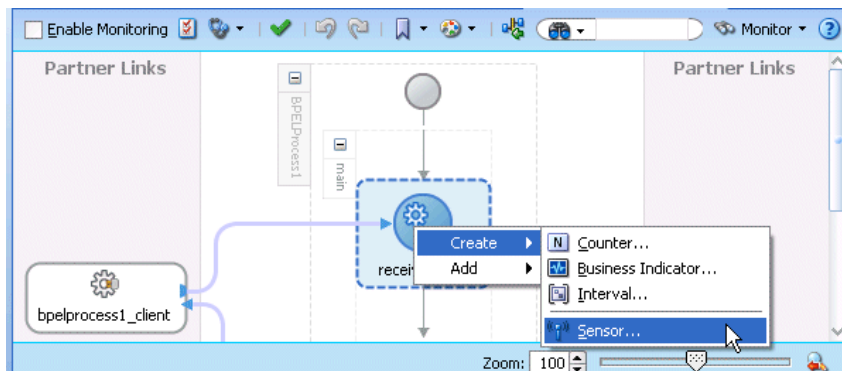 Enable Monitoring
Monitor
Partner Links
Partner Links
BPELProcess1
main
Create
Add
N
Counter...
Business Indicator...
Interval...
Sensor...
bpelprocess1_client
Zoom: 100